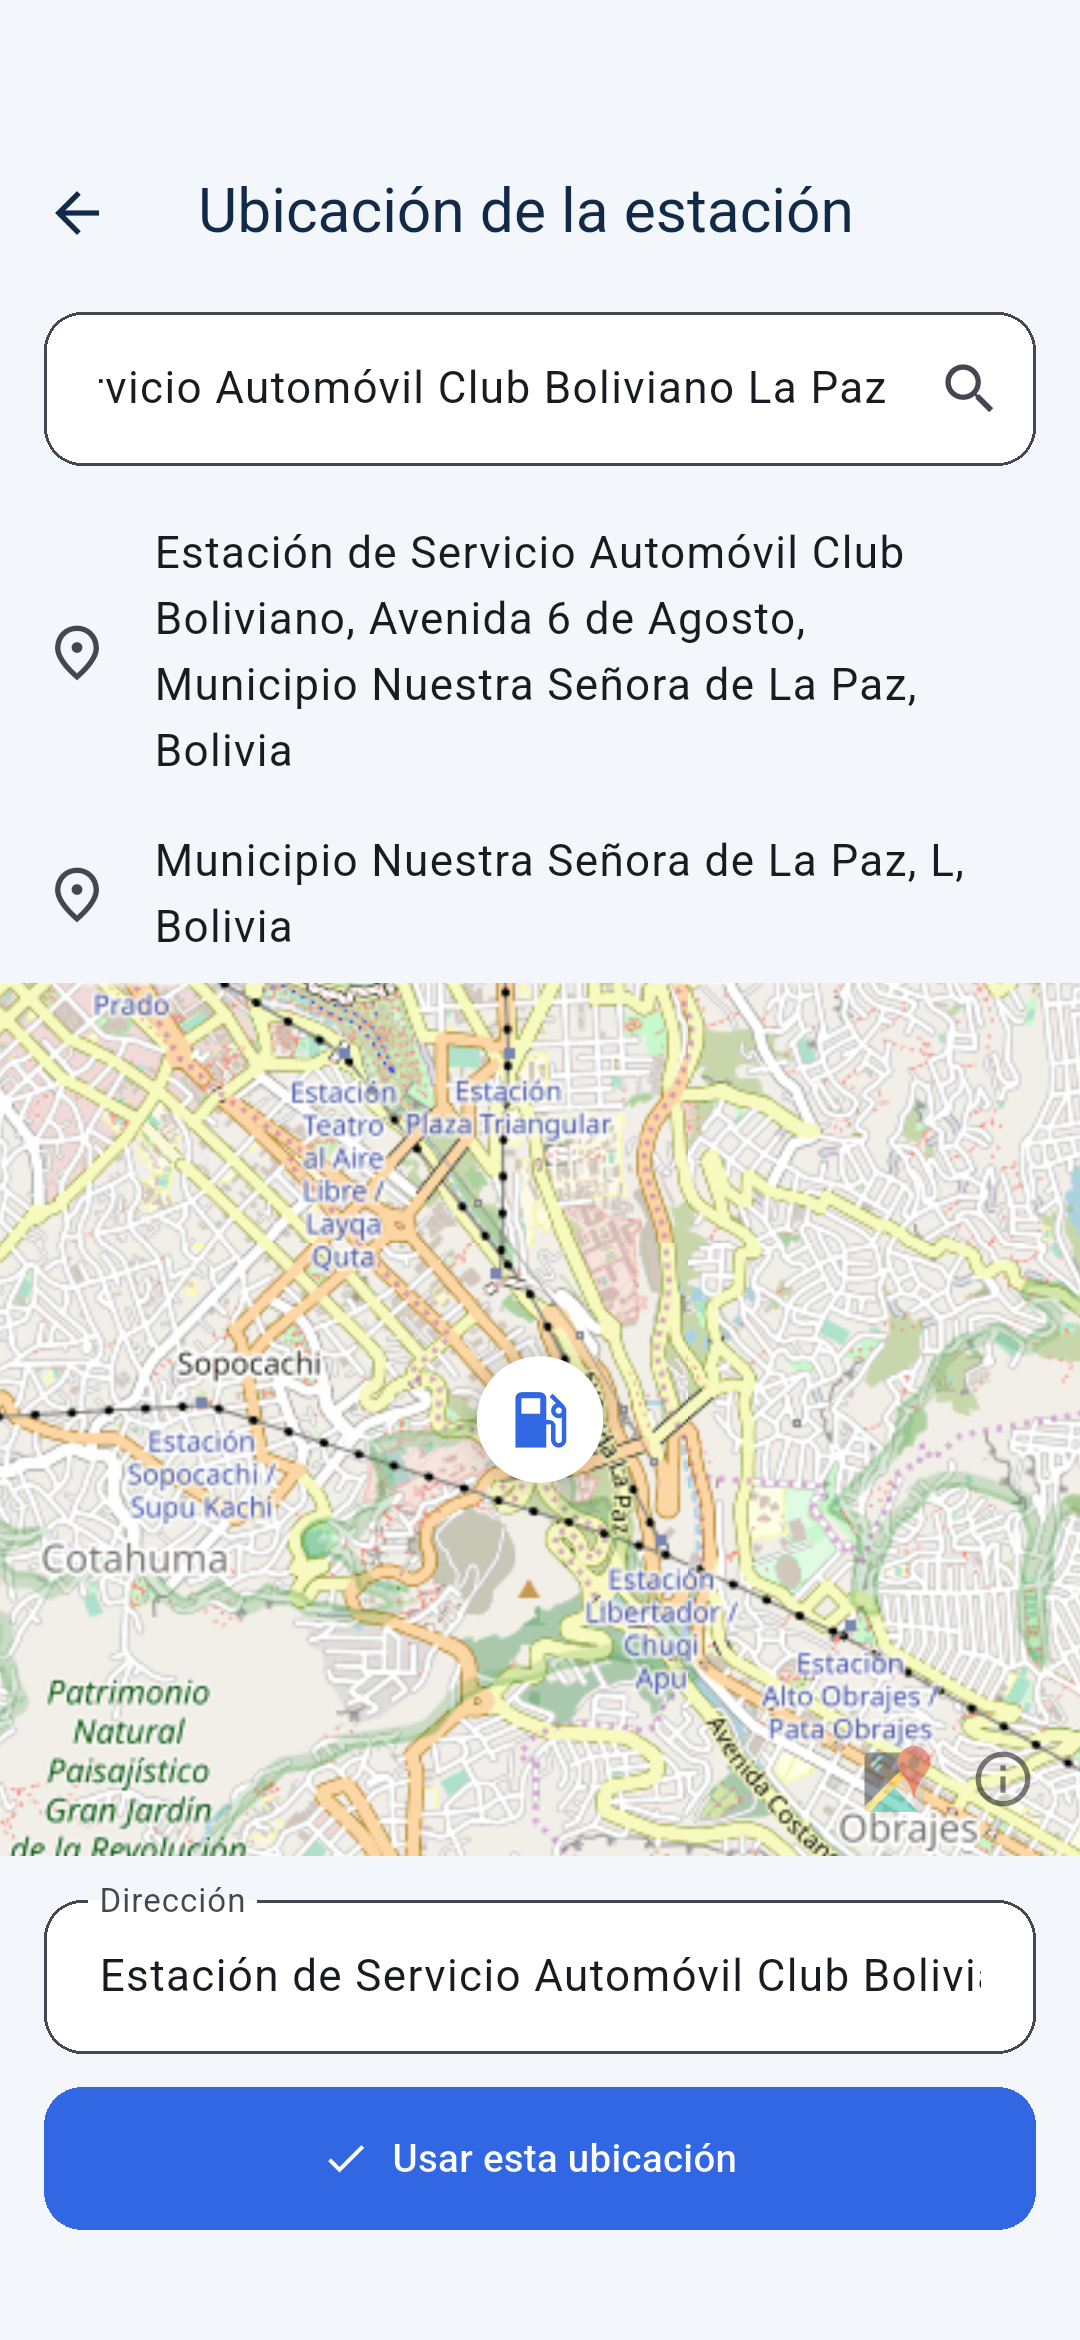 Ubicación de la estación
vicio Automóvil Club Boliviano La Paz
Estación de Servicio Automóvil Club
Boliviano, Avenida 6 de Agosto,
Municipio Nuestra Señora de La Paz,
Bolivia
Municipio Nuestra Señora de La Paz, L,
Bolivia
Prado
Estación
Teatro
al Aire
Libre /
Layqa
Quta
Estación
Plaza Triangular
Sopocachi
Estación
Sopocachi /
Supu Kachi
Cotahuma
La Paz
Estación
Libertador /
Chuqi
Apu
Estación
Alto Obrajes /
Pata Obrajes
Patrimonio
Natural
Paisajístico
Gran Jardín
de la Revolución
Avenida Costan
Obrajes
Dirección
Estación de Servicio Automóvil Club Bolivi
Usar esta ubicación